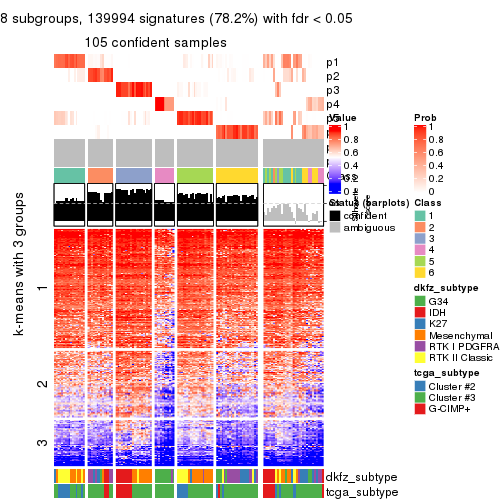 8 subgroups, 139994 signatures (78.2%) with fdr < 0.05
105 confident samples
p1
p2
p3
p4
Value
1
0.8
0.6
0.4
0.2
0
Prob
1
0.8
0.6
0.4
0.2
0
Status (barplots)
confident
ambiguous
Class
1
2
3
4
5
6
k-means with 3 groups
1
2
3
dkfz_subtype
G34
IDH
K27
Mesenchymal
RTK I PDGFRA
RTK II Classic
tcga_subtype
Cluster #2
Cluster #3
G-CIMP+
dkfz_subtype
tcga_subtype